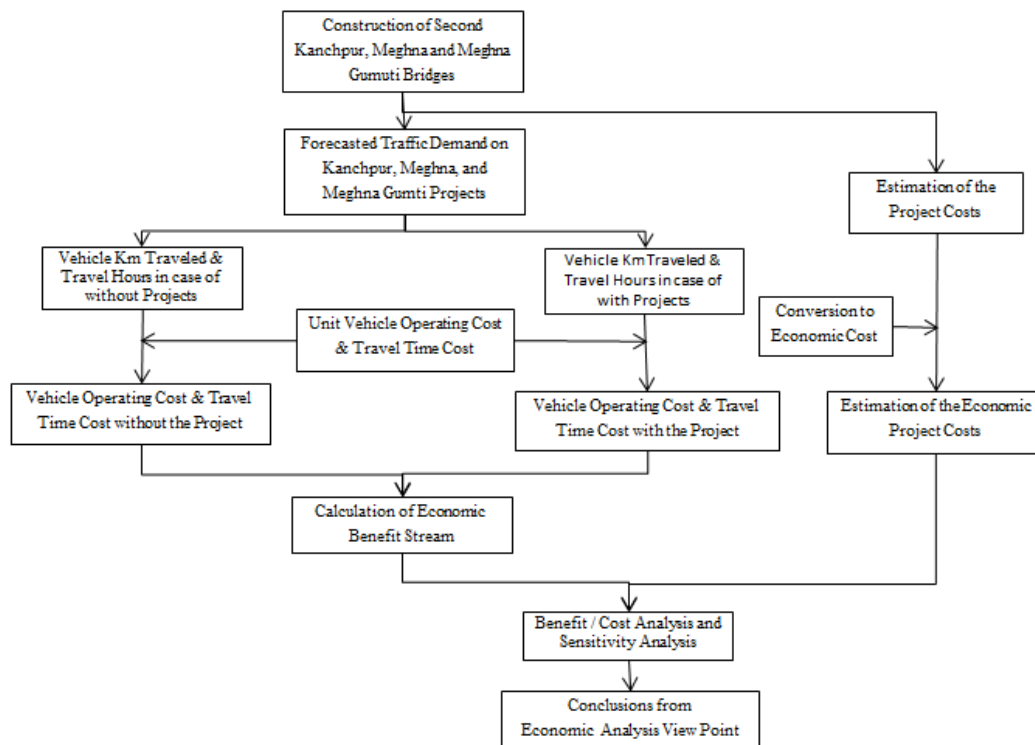 Construction of Second
Kanchpur, Meghna and Meghna
Gumuti Bridges
Forecasted Traffic Demand on
Kanchpur, Meghna, and
Meghna Gumti Projects
Estimation of the
Project Costs
Vehicle Km Traveled &
Travel Hours in case of
without Projects
Vehicle Km Traveled &
Travel Hours in case of
with Projects
Unit Vehicle Operating Cost
& Travel Time Cost
Conversion to
Economic Cost
Vehicle Operating Cost & Travel
Time Cost without the Project
Vehicle Operating Cost & Travel
Time Cost with the Project
Estimation of the Economic
Project Costs
Calculation of Economic
Benefit Stream
Benefit / Cost Analysis and
Sensitivity Analysis
Conclusions from
Economic Analysis View Point